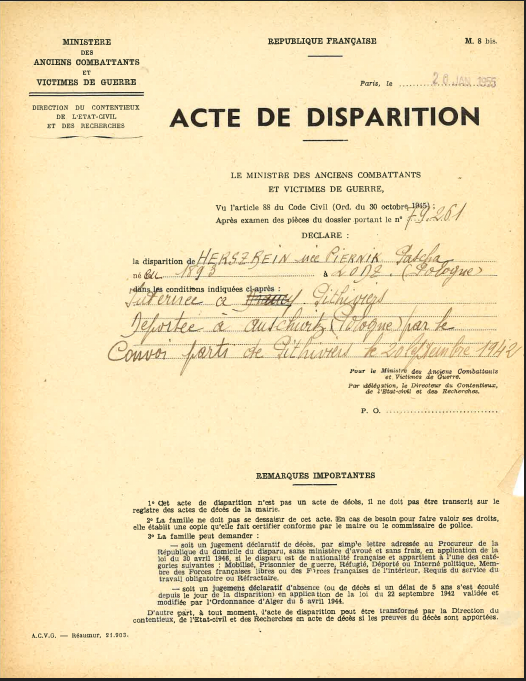 MINISTERE
DES
ANCIENS COMBATTANTS
ET
VICTIMES DE GUERRE
DIRECTION DU CONTENTIEUX
DE L'ETAT-CIVIL
ET DES RECHERCHES
REPUBLIQUE FRANÇAISE
M. 8 bis.
Paris, le 26 JAN 1955
ACTE DE DISPARITION
LE MINISTRE DES ANCIENS COMBATTANTS
ET VICTIMES DE GUERRE,
Vu l'article 88 du Code Civil (Ord. du 30 octobre 1945) :
Après examen des pièces du dossier portant le n° 79.261
DECLARE :
la disparition de HERSZBEIN née PIERNIK
né en 1893 à LODZ (Pologne)
dans les conditions indiquées ci-après :
Internée à Drancy Pithiviers
Déportée à Auschwitz (Pologne) par le
Convoi parti de Pithiviers le 20 Septembre 1942
Pour le Ministre des Anciens Combattants
et Victimes de Guerre.
Par délégation, le Directeur du Contentieux,
de l'Etat-civil et des Recherches.
P. O.
REMARQUES IMPORTANTES
1° Cet acte de disparition n'est pas un acte de décès, il ne doit pas être transcrit sur le
registre des actes de décès de la mairie.
2° La famille ne doit pas se dessaisir de cet acte. En cas de besoin pour faire valoir ses droits,
elle établit une copie qu'elle fait certifier conforme par le maire ou le commissaire de police.
3° La famille peut demander :
— soit un jugement déclaratif de décès, par simple lettre adressée au Procureur de la
République du domicile du disparu, sans ministère d'avoué et sans frais, en application de la
loi du 30 avril 1946, si le disparu est de nationalité française et appartient à l'une des caté-
gories suivantes : Mobilisé, Prisonnier de guerre, Réfugié, Déporté ou Interné politique, Mem-
bre des Forces françaises libres ou des Forces françaises de l'intérieur, Requis du service du
travail obligatoire ou Réfractaire.
— soit un jugement déclaratif d'absence (ou de décès si un délai de 5 ans s'est écoulé
depuis le jour de la disparition) en application de la loi du 22 septembre 1942 validée et
modifiée par l'Ordonnance d'Alger du 5 avril 1944.
D'autre part, à tout moment, l'acte de disparition peut être transformé par la Direction du
contentieux, de l'Etat-civil et des Recherches en acte de décès si les preuves du décès sont apportées.
A.C.V.G. — Réaumur, 21.903.